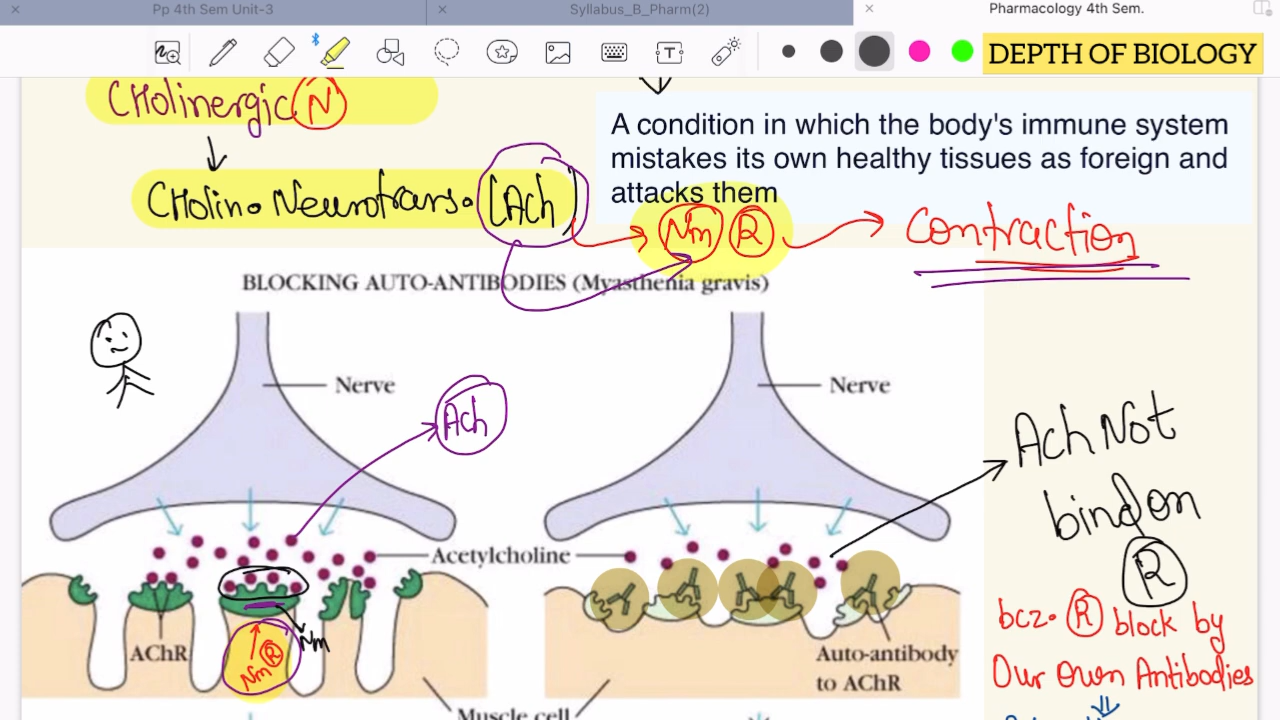 Pp 4th Sem Unit-3
Syllabus_B_Pharm(2)
Pharmacology 4th Sem.
DEPTH OF BIOLOGY
CHolinergic N
CHolino Neurotrans. [Ach]
A condition in which the body's immune system
mistakes its own healthy tissues as foreign and
attacks them
Nm R
Contraction
BLOCKING AUTO-ANTIBODIES (Myasthenia gravis)
Nerve
Nerve
Ach
Ach Not
bind on
R
Acetylcholine
bcz. R block by
Our Own Antibodies
Nm
AChR
Nm R
Auto-antibody
to AChR
Muscle cell